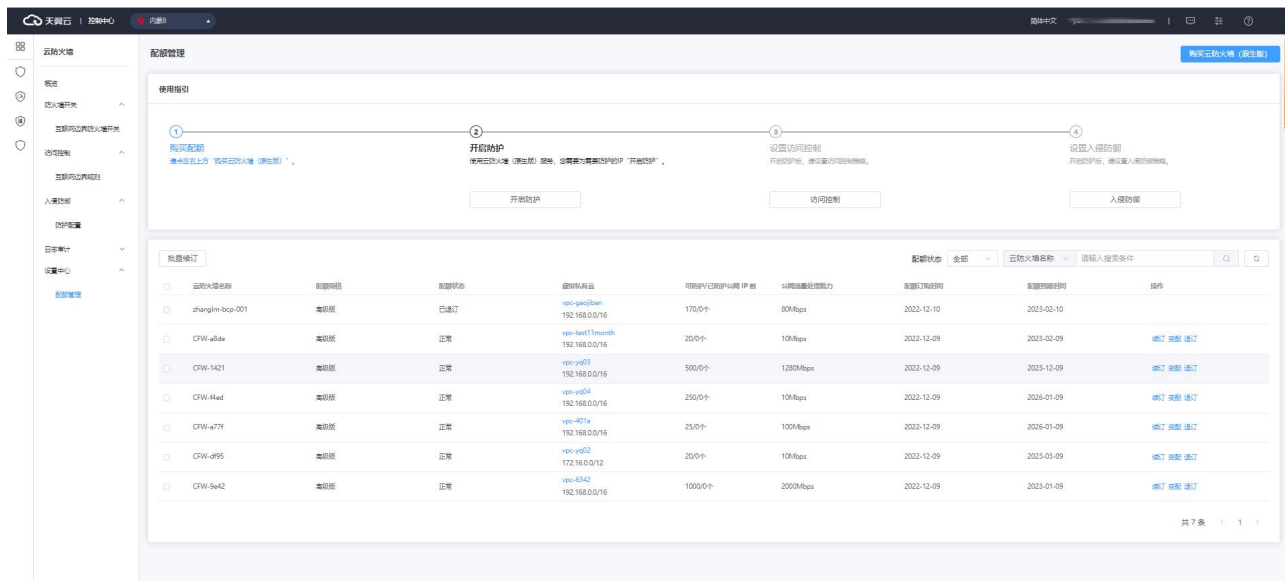 天翼云 | 控制中心 内蒙8 简体中文
云防火墙
概览
防火墙开关
互联网边界防火墙开关
访问控制
互联网边界规则
入侵防御
防护配置
日志审计
设置中心
配额管理
配额管理 购买云防火墙（原生版）
使用指引
1 2 3 4
购买配额 开启防护 设置访问控制 设置入侵防御
请点击右上方“购买云防火墙（原生版）”。 使用云防火墙（原生版）服务，您需要为需要防护的IP“开启防护”。 开启防护后，请设置访问控制策略。 开启防护后，请设置入侵防御策略。
开启防护 访问控制 入侵防御
批量续订 配额状态 全部 云防火墙名称 请输入搜索条件
云防火墙名称 配额规格 配额状态 虚拟私有云 可防护/已防护公网 IP 数 公网流量处理能力 配额订购时间 配额到期时间 操作
zhanglm-bcp-001 高级版 已退订 vpc-gaojiban 170/0个 80Mbps 2022-12-10 2023-02-10
192.168.0.0/16
CFW-a8de 高级版 正常 vpc-test11month 20/0个 10Mbps 2022-12-09 2023-02-09 续订 变配 退订
192.168.0.0/16
CFW-1421 高级版 正常 vpc-yq03 500/0个 1280Mbps 2022-12-09 2023-12-09 续订 变配 退订
192.168.0.0/16
CFW-f4ed 高级版 正常 vpc-yq04 250/0个 10Mbps 2022-12-09 2026-01-09 续订 变配 退订
192.168.0.0/16
CFW-a77f 高级版 正常 vpc-401a 25/0个 100Mbps 2022-12-09 2026-01-09 续订 变配 退订
192.168.0.0/16
CFW-df95 高级版 正常 vpc-yq02 20/0个 10Mbps 2022-12-09 2023-03-09 续订 变配 退订
172.16.0.0/12
CFW-9e42 高级版 正常 vpc-6342 1000/0个 2000Mbps 2022-12-09 2023-01-09 续订 变配 退订
192.168.0.0/16
共 7 条 < 1 >